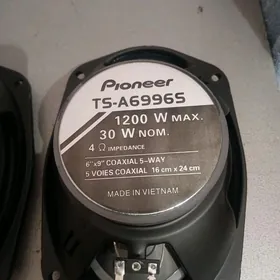 Pioneer
TS-A6996S
1200 W MAX.
30 W NOM.
4 Ω IMPEDANCE
6"x9" COAXIAL 5-WAY
5 VOIES COAXIAL 16 cm x 24 cm
MADE IN VIETNAM